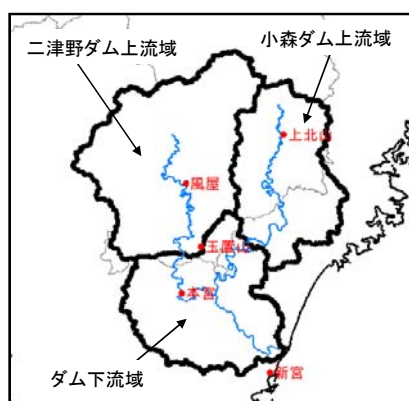 小森ダム上流域
二津野ダム上流域
上北山
風屋
玉置山
本宮
ダム下流域
新宮